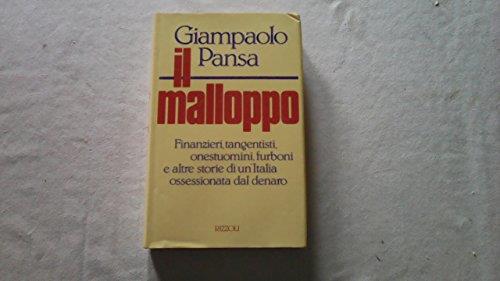 Giampaolo
Pansa
il
malloppo
Finanzieri, tangentisti,
onestuomini, furboni
e altre storie di un'Italia
ossessionata dal denaro
RIZZOLI